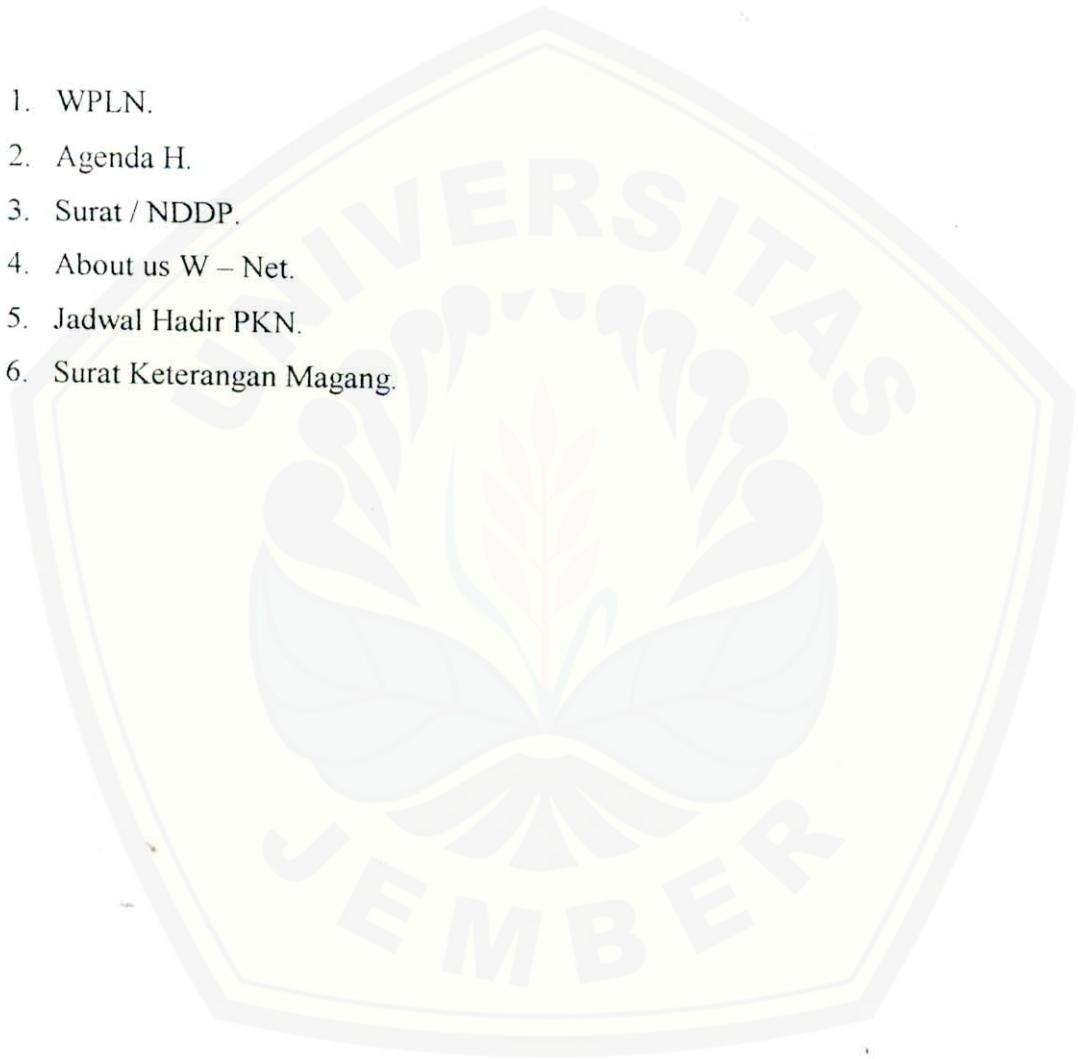 1. WPLN.
2. Agenda H.
3. Surat / NDDP.
4. About us W – Net.
5. Jadwal Hadir PKN.
6. Surat Keterangan Magang.
UNIVERSITAS
JEMBER